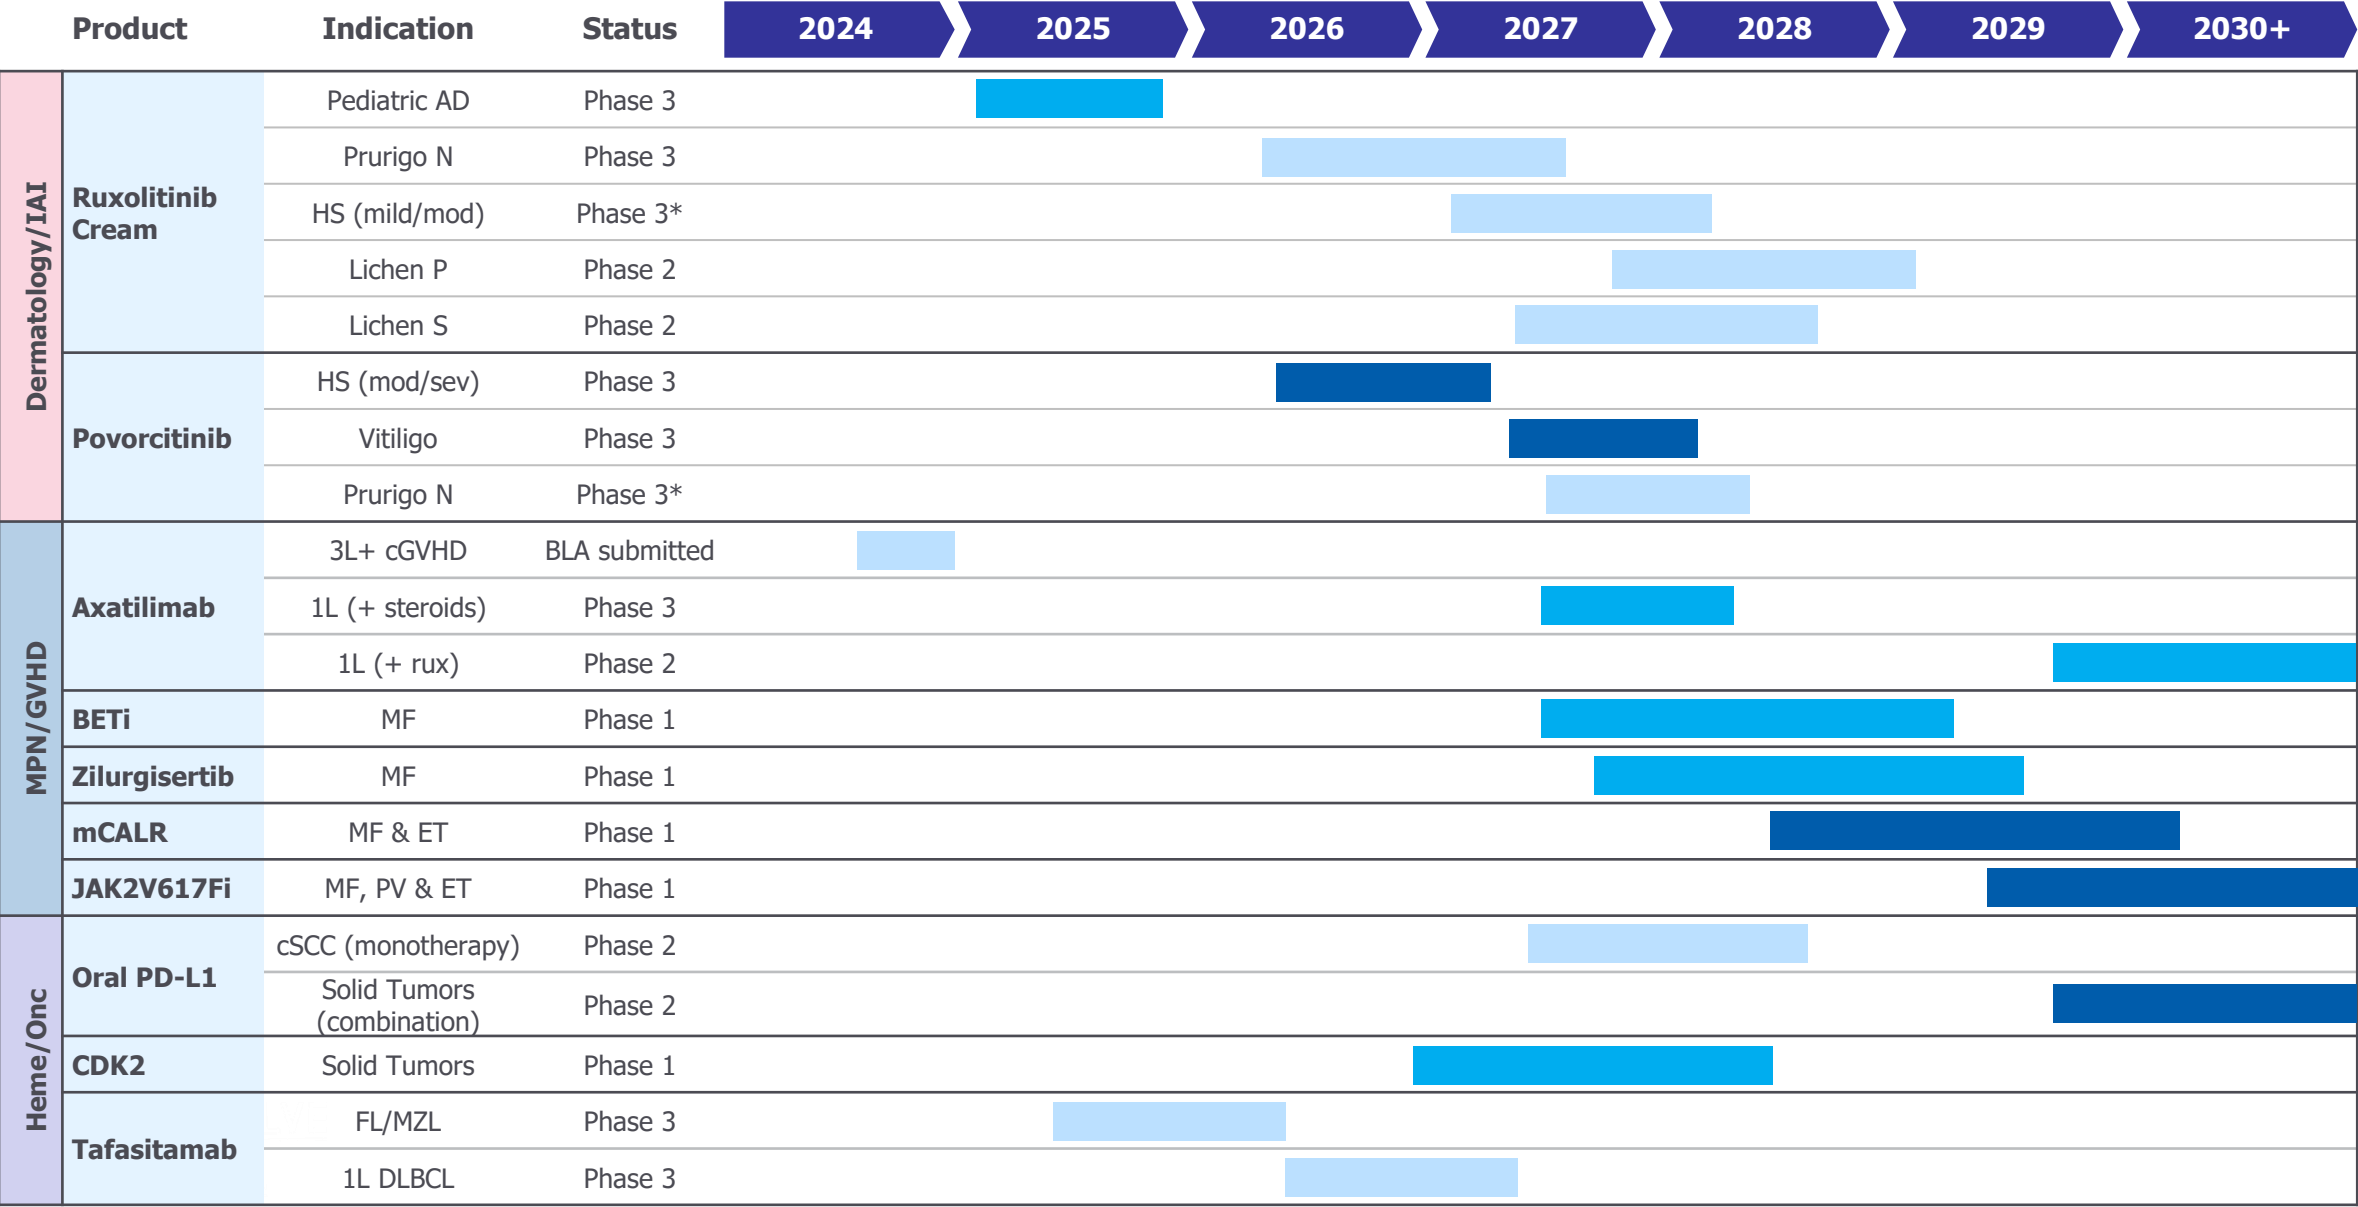 Product Indication Status 2024 2025 2026 2027 2028 2029 2030+
Dermatology/IAI
Ruxolitinib
Cream
Pediatric AD Phase 3
Prurigo N Phase 3
HS (mild/mod) Phase 3*
Lichen P Phase 2
Lichen S Phase 2
Povorcitinib
HS (mod/sev) Phase 3
Vitiligo Phase 3
Prurigo N Phase 3*
MPN/GVHD
Axatilimab
3L+ cGVHD BLA submitted
1L (+ steroids) Phase 3
1L (+ rux) Phase 2
BETi MF Phase 1
Zilurgisertib MF Phase 1
mCALR MF & ET Phase 1
JAK2V617Fi MF, PV & ET Phase 1
Heme/Onc
Oral PD-L1
cSCC (monotherapy) Phase 2
Solid Tumors
(combination) Phase 2
CDK2 Solid Tumors Phase 1
Tafasitamab
FL/MZL Phase 3
1L DLBCL Phase 3